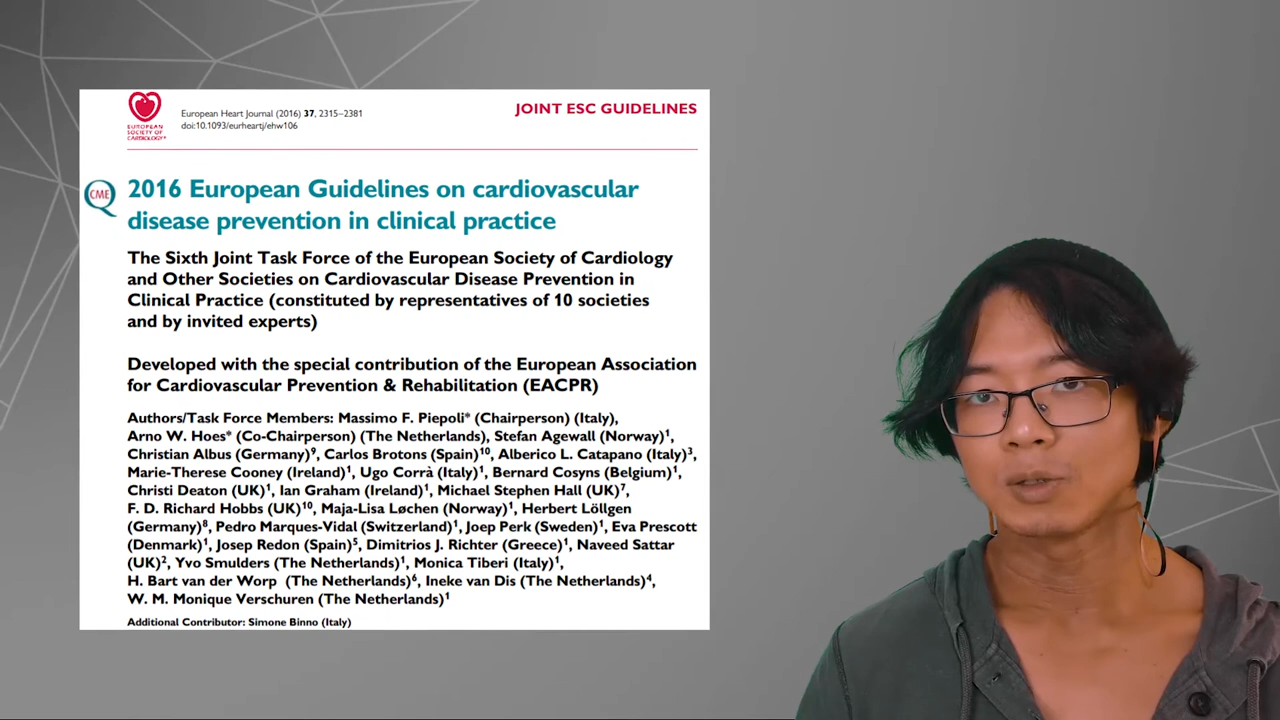 European Heart Journal (2016) 37, 2315–2381
doi:10.1093/eurheartj/ehw106
JOINT ESC GUIDELINES
EUROPEAN
SOCIETY OF
CARDIOLOGY®
CME
2016 European Guidelines on cardiovascular
disease prevention in clinical practice
The Sixth Joint Task Force of the European Society of Cardiology
and Other Societies on Cardiovascular Disease Prevention in
Clinical Practice (constituted by representatives of 10 societies
and by invited experts)
Developed with the special contribution of the European Association
for Cardiovascular Prevention & Rehabilitation (EACPR)
Authors/Task Force Members: Massimo F. Piepoli* (Chairperson) (Italy),
Arno W. Hoes* (Co-Chairperson) (The Netherlands), Stefan Agewall (Norway)¹,
Christian Albus (Germany)⁹, Carlos Brotons (Spain)¹⁰, Alberico L. Catapano (Italy)³,
Marie-Therese Cooney (Ireland)¹, Ugo Corrà (Italy)¹, Bernard Cosyns (Belgium)¹,
Christi Deaton (UK)¹, Ian Graham (Ireland)¹, Michael Stephen Hall (UK)⁷,
F. D. Richard Hobbs (UK)¹⁰, Maja-Lisa Løchen (Norway)¹, Herbert Löllgen
(Germany)⁸, Pedro Marques-Vidal (Switzerland)¹, Joep Perk (Sweden)¹, Eva Prescott
(Denmark)¹, Josep Redon (Spain)⁵, Dimitrios J. Richter (Greece)¹, Naveed Sattar
(UK)², Yvo Smulders (The Netherlands)¹, Monica Tiberi (Italy)¹,
H. Bart van der Worp (The Netherlands)⁶, Ineke van Dis (The Netherlands)⁴,
W. M. Monique Verschuren (The Netherlands)¹
Additional Contributor: Simone Binno (Italy)